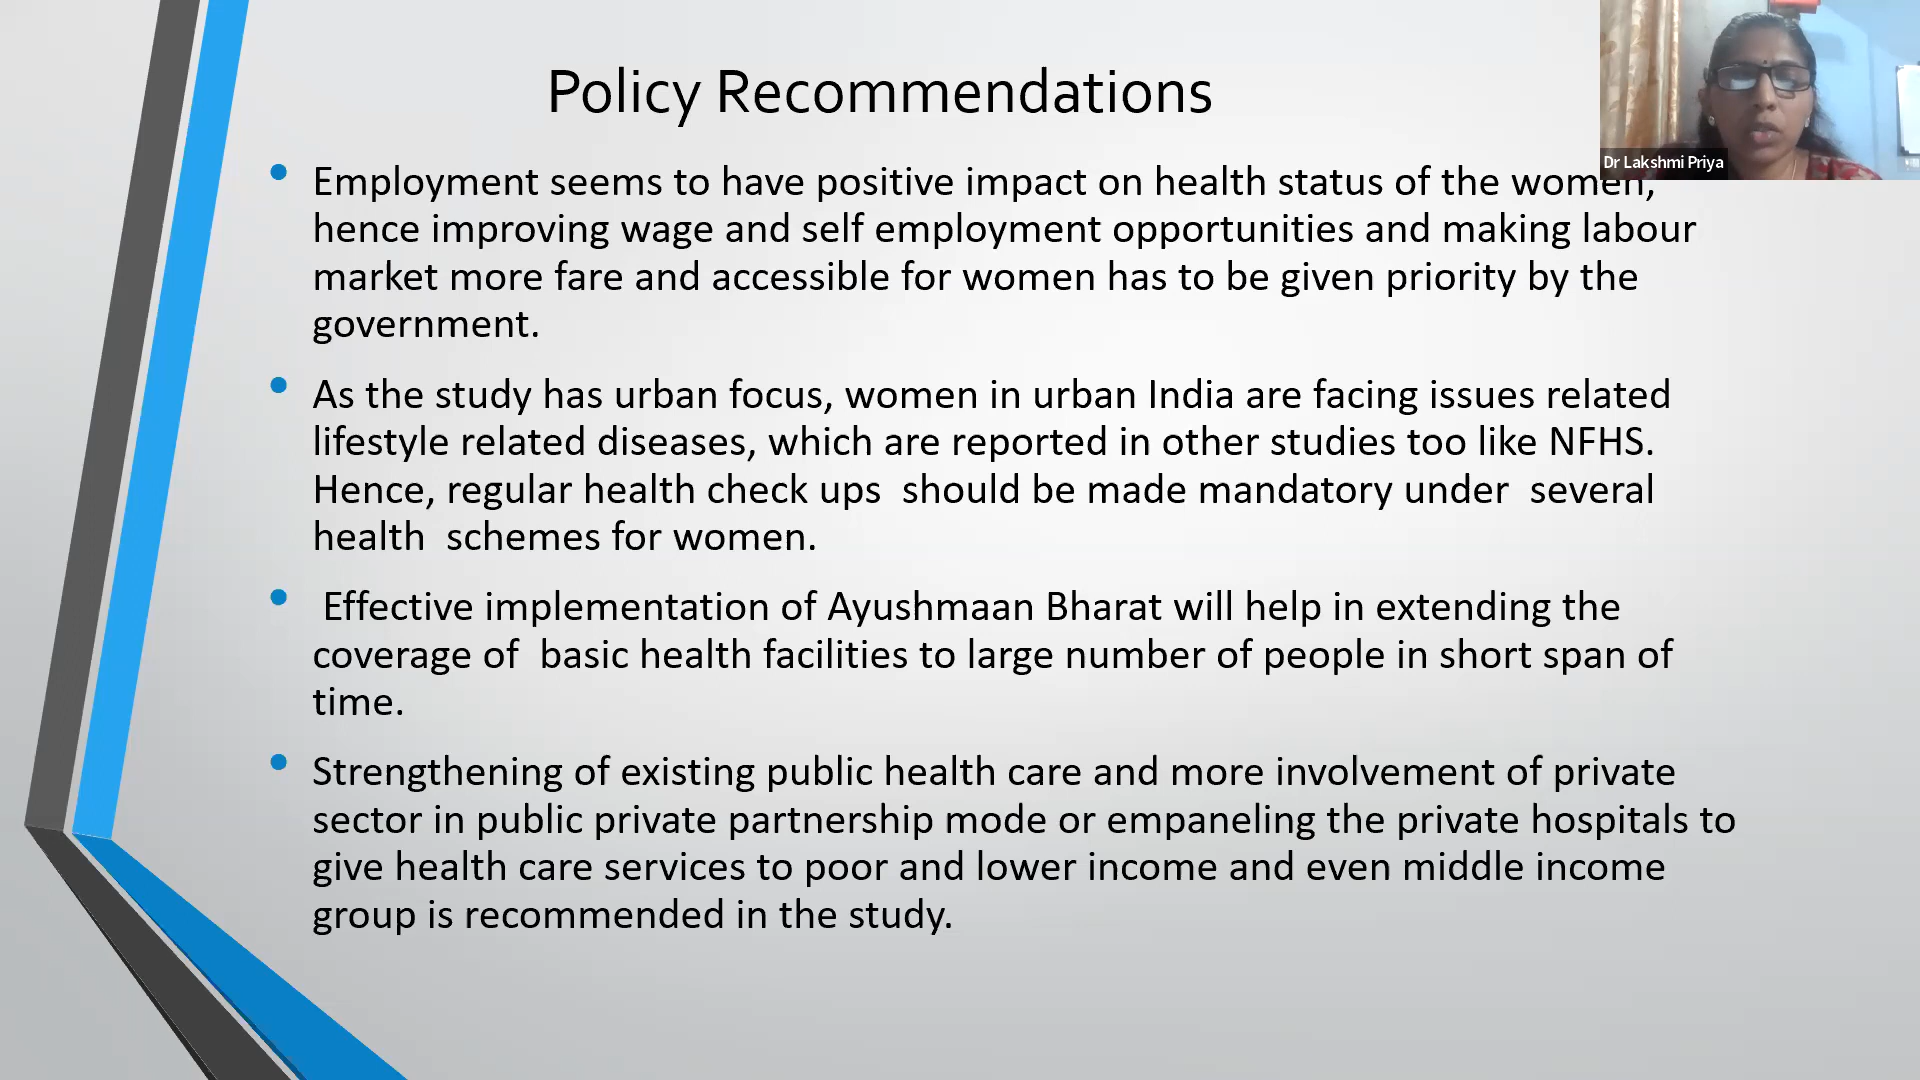 Policy Recommendations
Dr Lakshmi Priya
• Employment seems to have positive impact on health status of the women,
hence improving wage and self employment opportunities and making labour
market more fare and accessible for women has to be given priority by the
government.
• As the study has urban focus, women in urban India are facing issues related
lifestyle related diseases, which are reported in other studies too like NFHS.
Hence, regular health check ups  should be made mandatory under  several
health  schemes for women.
• Effective implementation of Ayushmaan Bharat will help in extending the
coverage of  basic health facilities to large number of people in short span of
time.
• Strengthening of existing public health care and more involvement of private
sector in public private partnership mode or empaneling the private hospitals to
give health care services to poor and lower income and even middle income
group is recommended in the study.